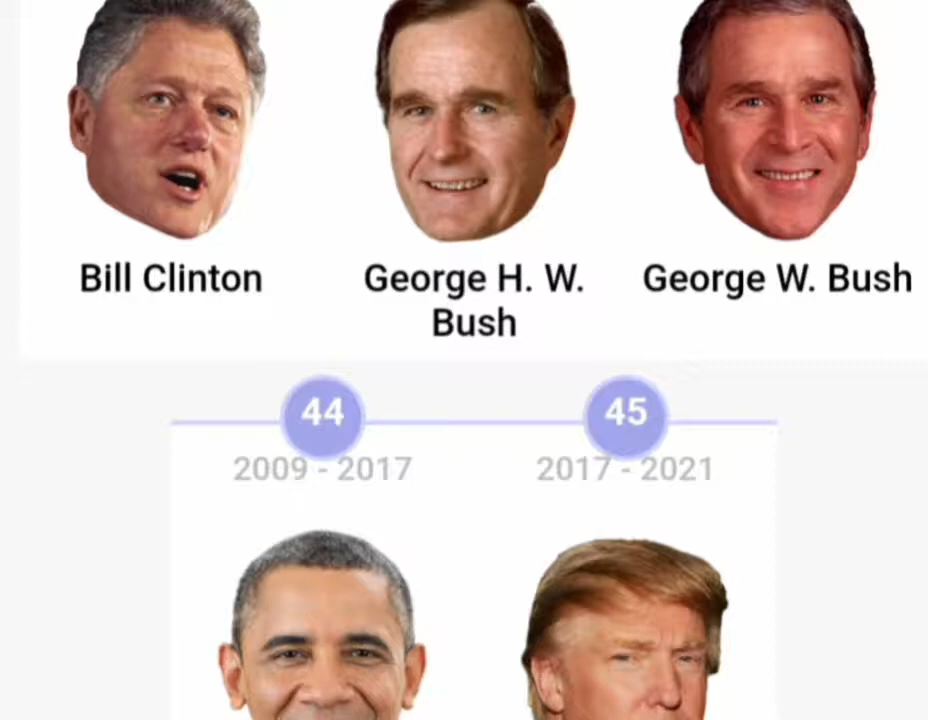 Bill Clinton
George H. W.
Bush
George W. Bush
44
45
2009 - 2017
2017 - 2021